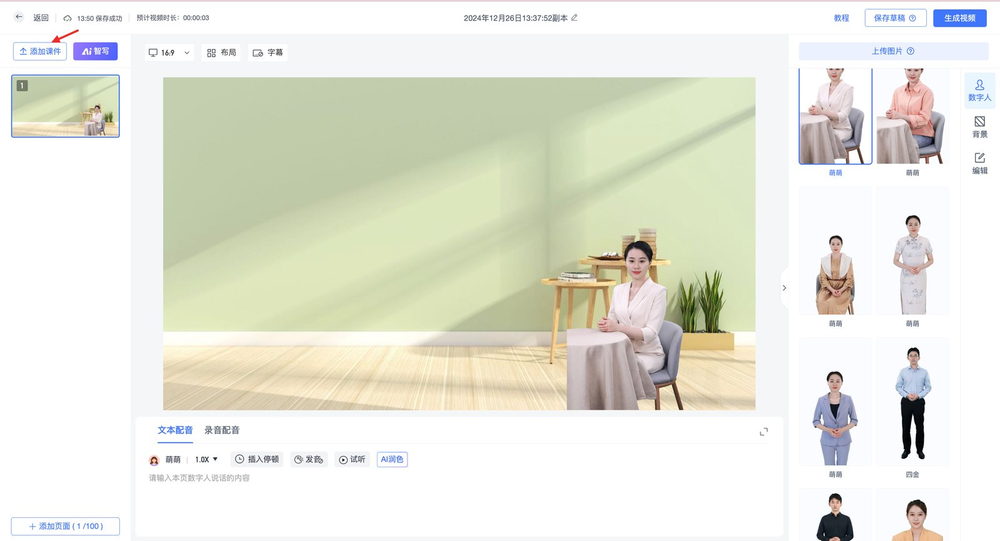 返回
13:50 保存成功
预计视频时长：00:00:03
2024年12月26日13:37:52副本
教程
保存草稿
生成视频
添加课件
Ai 智写
16:9
布局
字幕
上传图片
1
数字人
背景
编辑
萌萌
萌萌
萌萌
萌萌
萌萌
四金
文本配音
录音配音
萌萌
1.0X
插入停顿
发音
试听
AI润色
请输入本页数字人说话的内容
添加页面 ( 1 /100 )